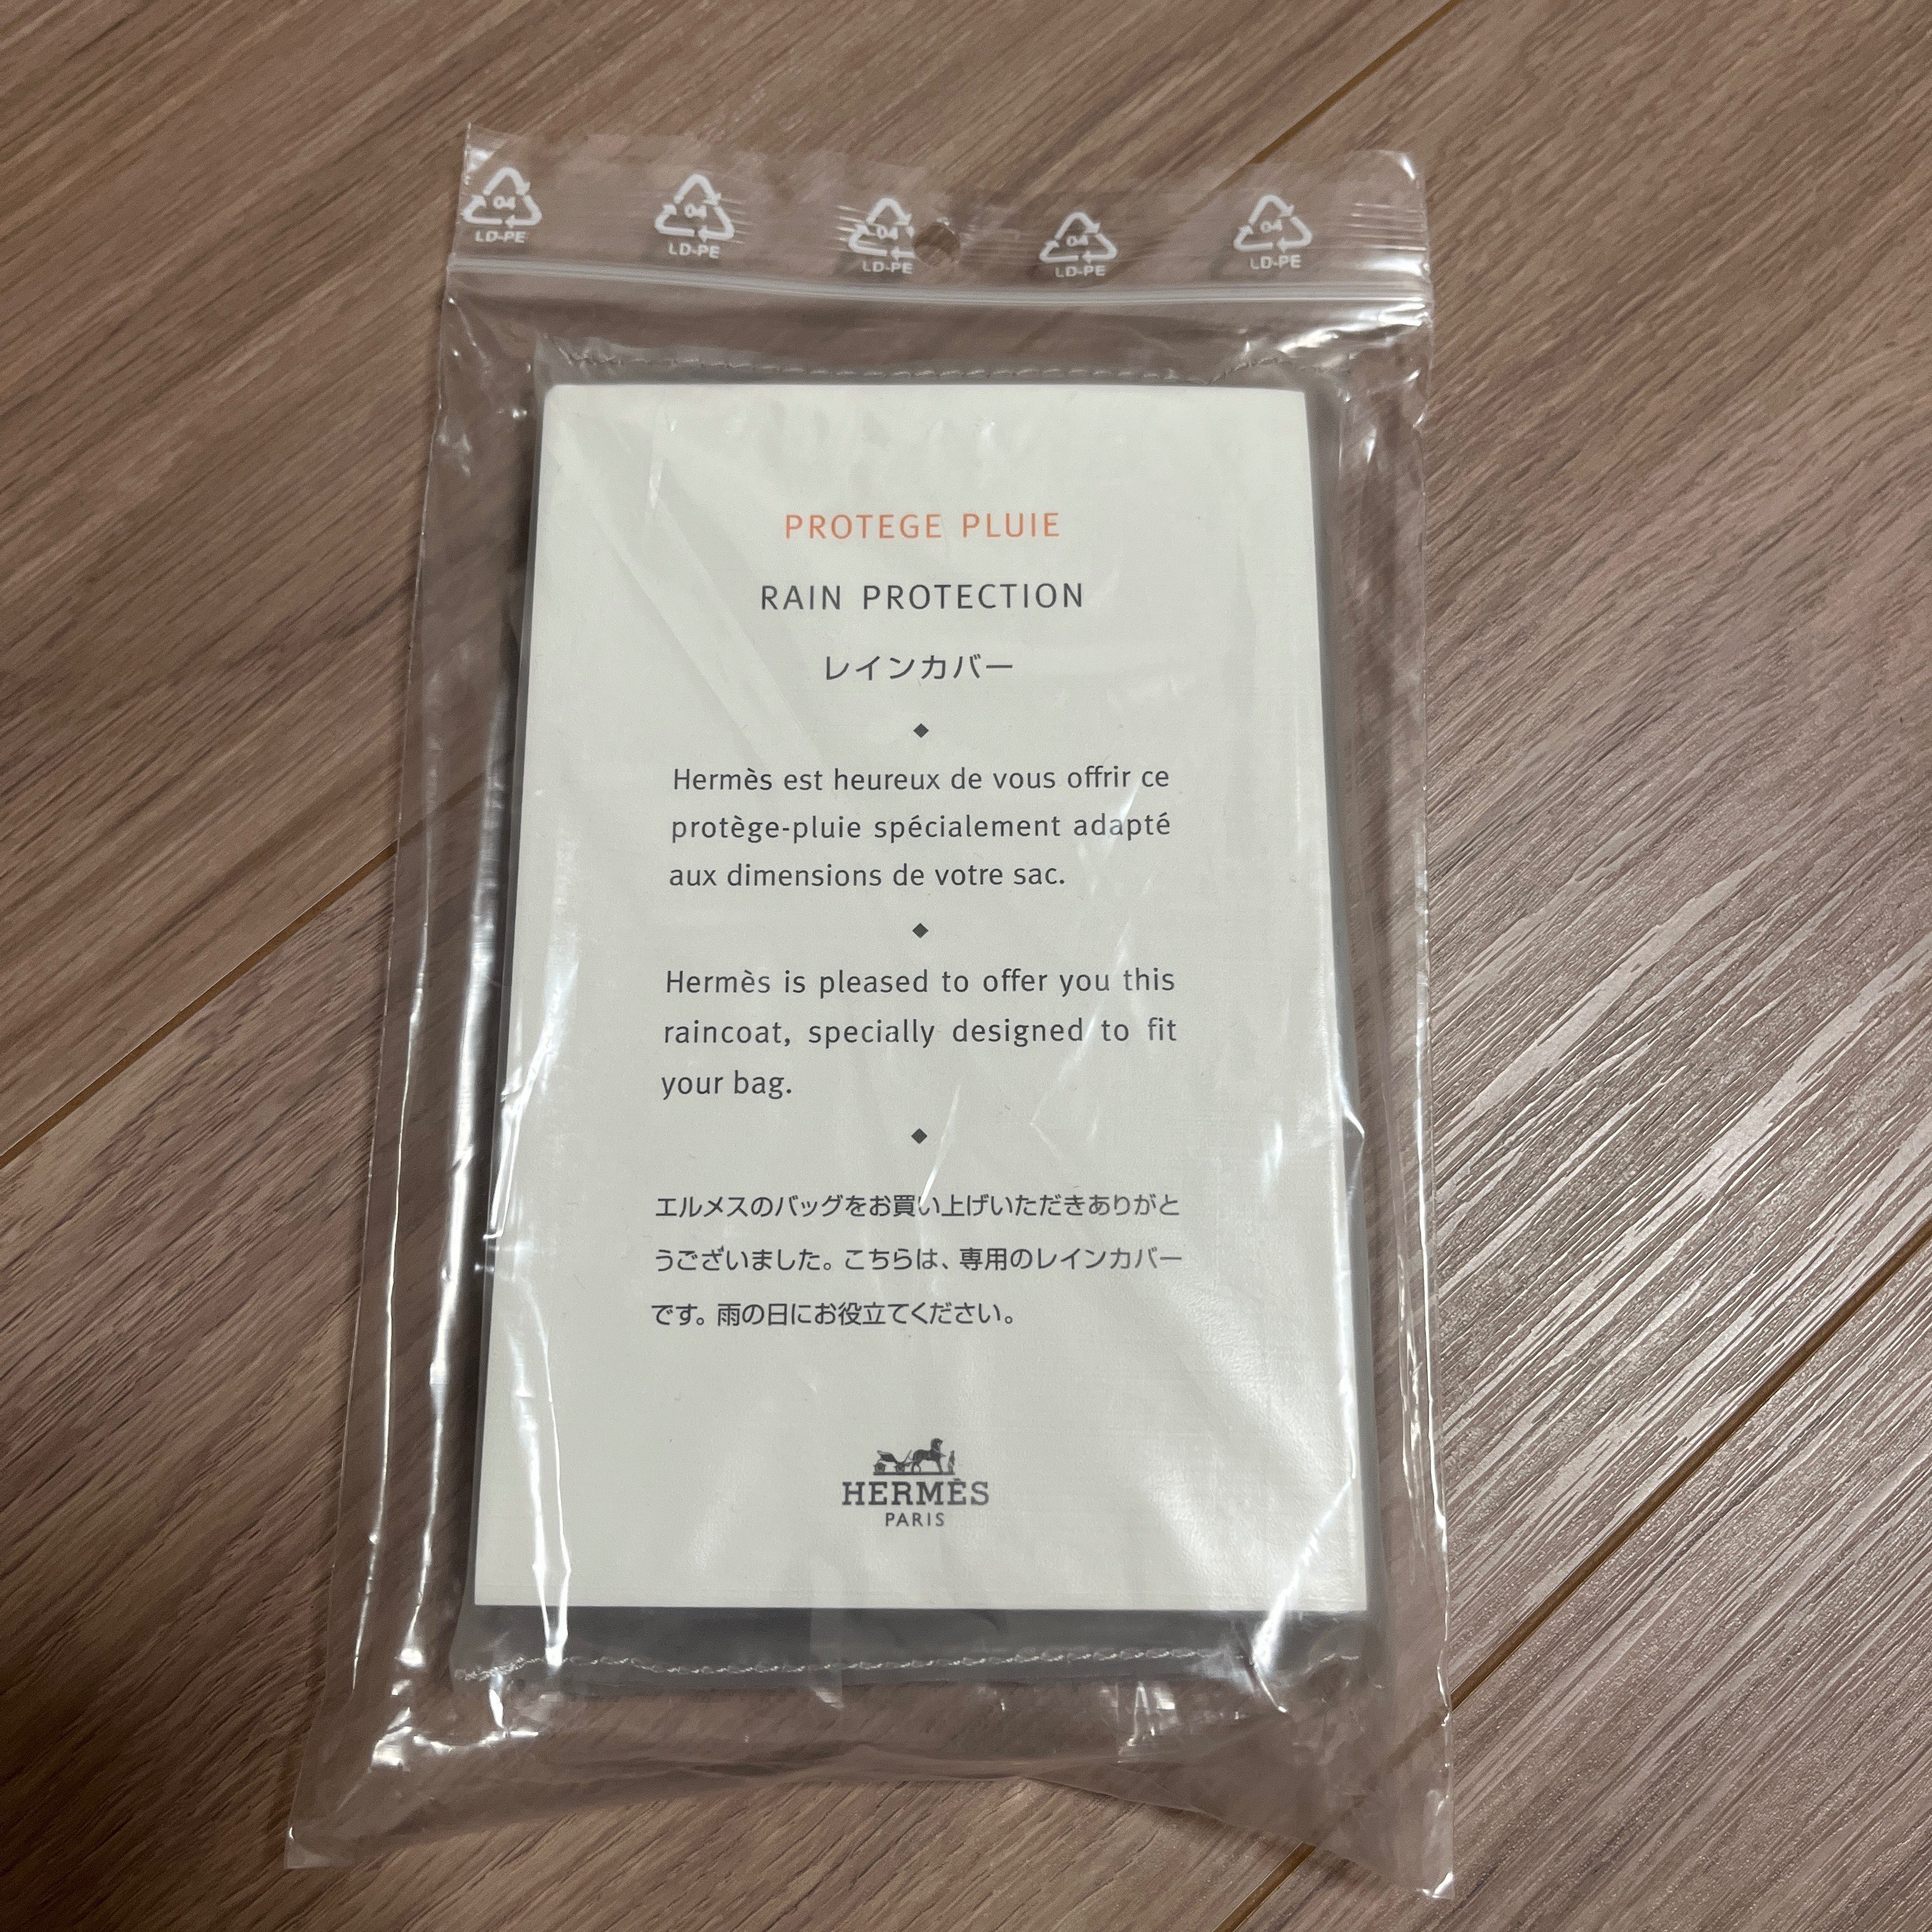 04 04 04 04 04
LD-PE LD-PE LD-PE LD-PE LD-PE
PROTEGE PLUIE
RAIN PROTECTION
レインカバー
Hermès est heureux de vous offrir ce
protège-pluie spécialement adapté
aux dimensions de votre sac.
Hermès is pleased to offer you this
raincoat, specially designed to fit
your bag.
エルメスのバッグをお買い上げいただきありがと
うございました。こちらは、専用のレインカバー
です。雨の日にお役立てください。
HERMÈS
PARIS